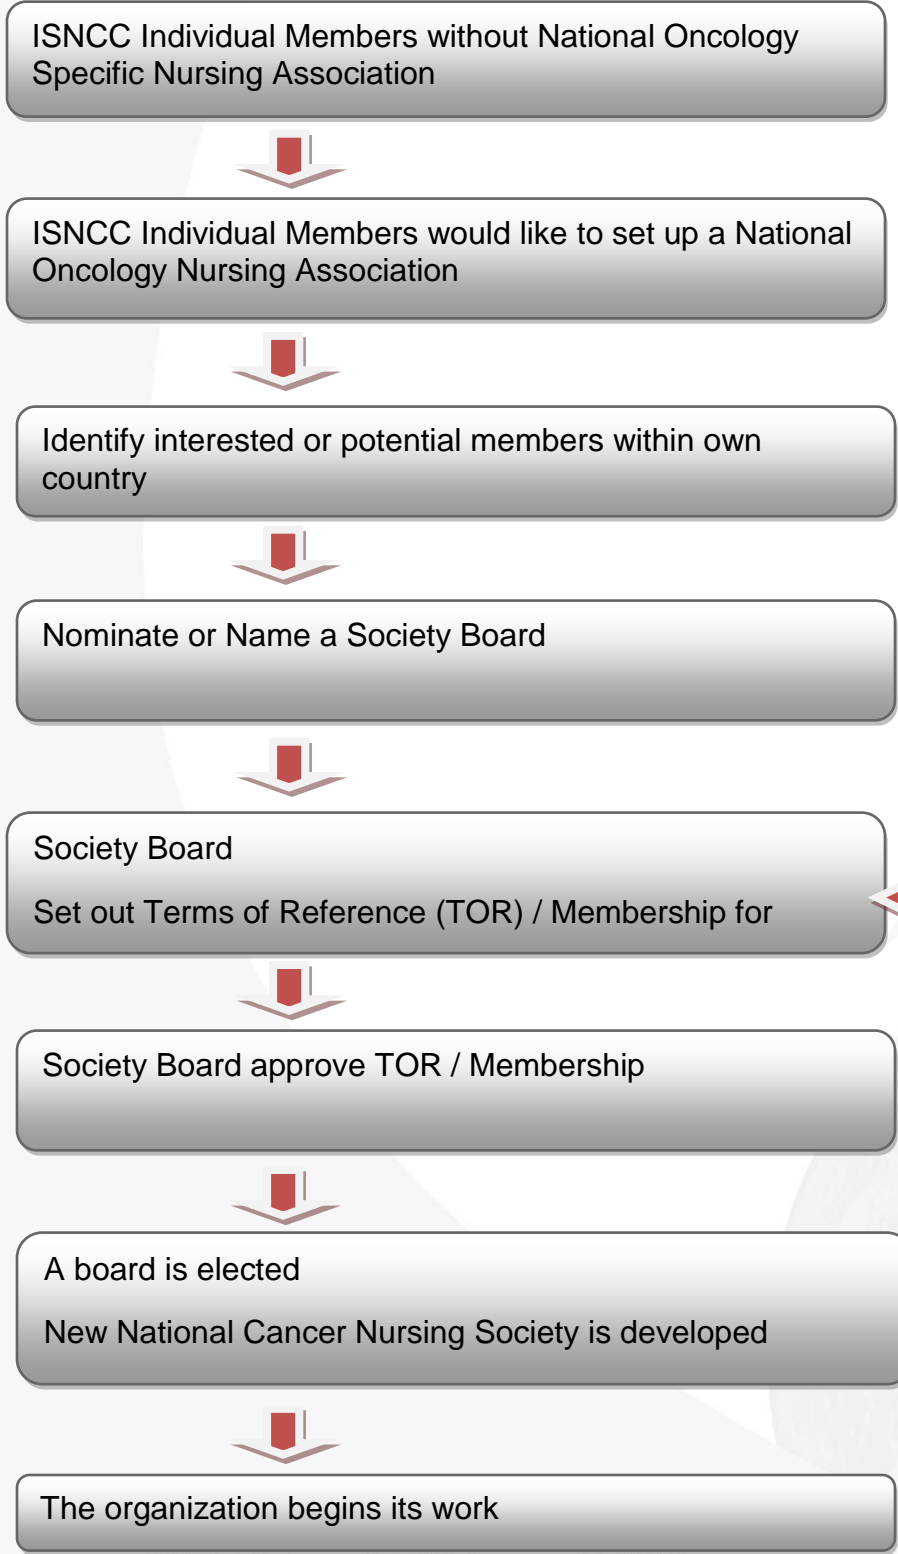 ISNCC Individual Members without National Oncology
Specific Nursing Association
ISNCC Individual Members would like to set up a National
Oncology Nursing Association
Identify interested or potential members within own
country
Nominate or Name a Society Board
Society Board
Set out Terms of Reference (TOR) / Membership for
Society Board approve TOR / Membership
A board is elected
New National Cancer Nursing Society is developed
The organization begins its work